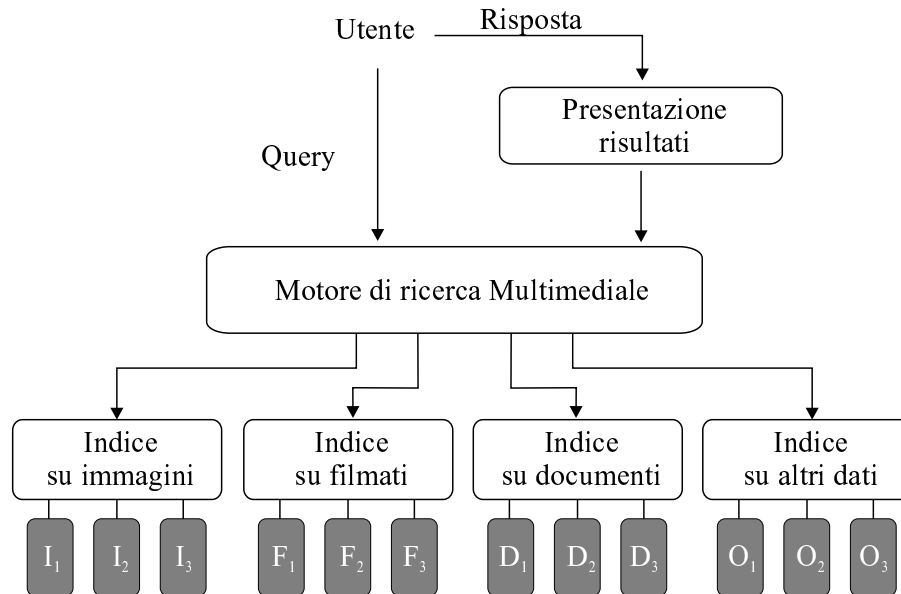 Utente
Risposta
Presentazione
risultati
Query
Motore di ricerca Multimediale
Indice
su immagini
Indice
su filmati
Indice
su documenti
Indice
su altri dati
I1
I2
I3
F1
F2
F3
D1
D2
D3
O1
O2
O3